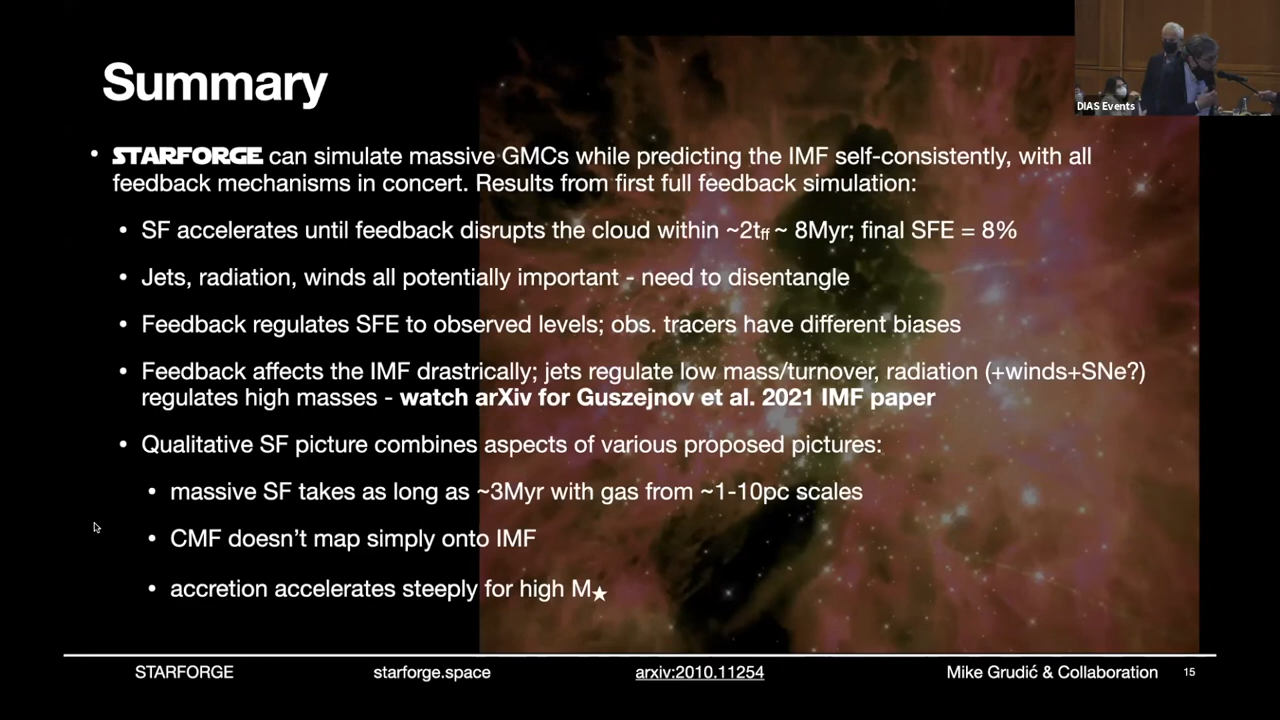 Summary
DIAS Events
• STARFORGE can simulate massive GMCs while predicting the IMF self-consistently, with all
feedback mechanisms in concert. Results from first full feedback simulation:
• SF accelerates until feedback disrupts the cloud within ~2tff ~ 8Myr; final SFE = 8%
• Jets, radiation, winds all potentially important - need to disentangle
• Feedback regulates SFE to observed levels; obs. tracers have different biases
• Feedback affects the IMF drastically; jets regulate low mass/turnover, radiation (+winds+SNe?)
regulates high masses - watch arXiv for Guszejnov et al. 2021 IMF paper
• Qualitative SF picture combines aspects of various proposed pictures:
• massive SF takes as long as ~3Myr with gas from ~1-10pc scales
• CMF doesn't map simply onto IMF
• accretion accelerates steeply for high M★
STARFORGE starforge.space arxiv:2010.11254 Mike Grudić & Collaboration 15